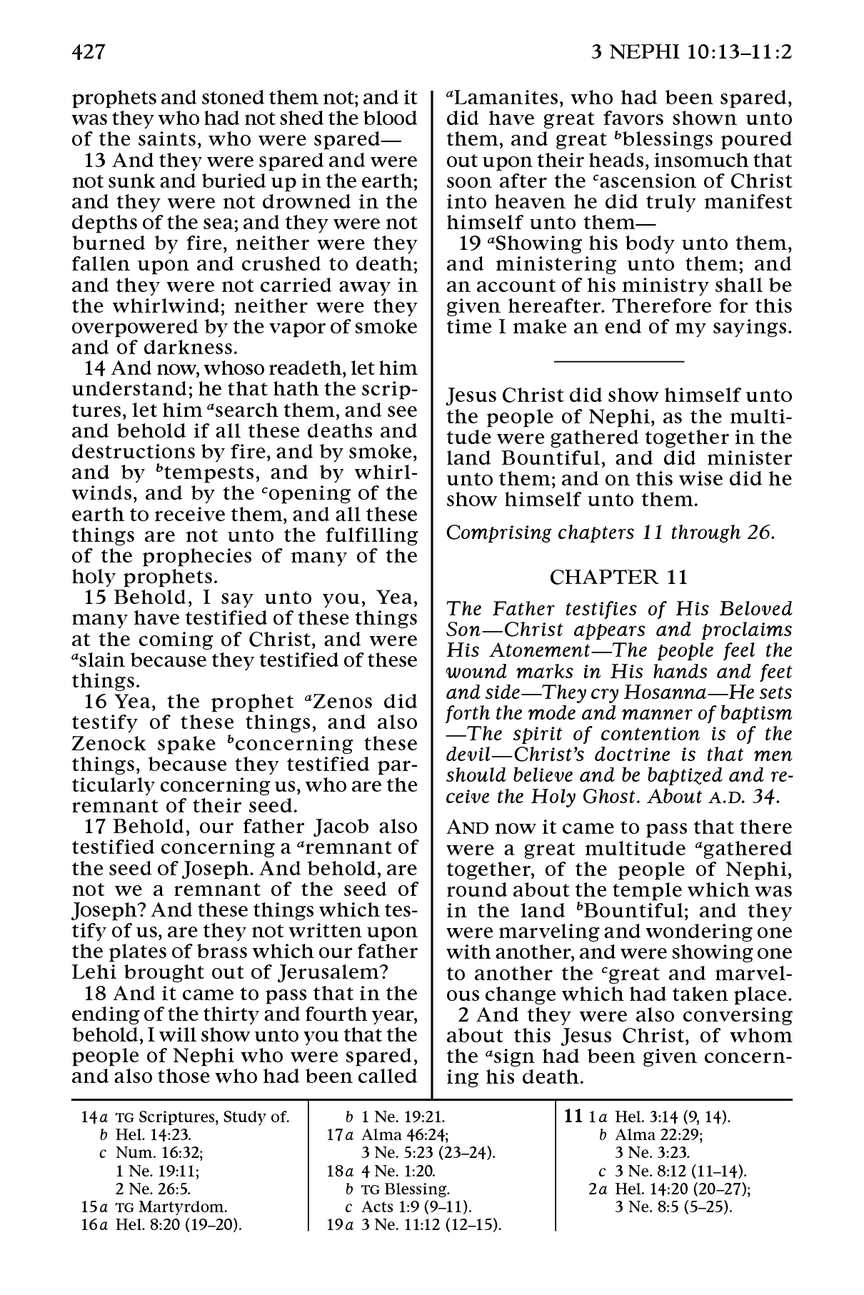 427
3 NEPHI 10:13–11:2
prophets and stoned them not; and it
was they who had not shed the blood
of the saints, who were spared—
13 And they were spared and were
not sunk and buried up in the earth;
and they were not drowned in the
depths of the sea; and they were not
burned by fire, neither were they
fallen upon and crushed to death;
and they were not carried away in
the whirlwind; neither were they
overpowered by the vapor of smoke
and of darkness.
14 And now, whoso readeth, let him
understand; he that hath the scrip-
tures, let him asearch them, and see
and behold if all these deaths and
destructions by fire, and by smoke,
and by btempests, and by whirl-
winds, and by the copening of the
earth to receive them, and all these
things are not unto the fulfilling
of the prophecies of many of the
holy prophets.
15 Behold, I say unto you, Yea,
many have testified of these things
at the coming of Christ, and were
aslain because they testified of these
things.
16 Yea, the prophet aZenos did
testify of these things, and also
Zenock spake bconcerning these
things, because they testified par-
ticularly concerning us, who are the
remnant of their seed.
17 Behold, our father Jacob also
testified concerning a aremnant of
the seed of Joseph. And behold, are
not we a remnant of the seed of
Joseph? And these things which tes-
tify of us, are they not written upon
the plates of brass which our father
Lehi brought out of Jerusalem?
18 And it came to pass that in the
ending of the thirty and fourth year,
behold, I will show unto you that the
people of Nephi who were spared,
and also those who had been called
aLamanites, who had been spared,
did have great favors shown unto
them, and great bblessings poured
out upon their heads, insomuch that
soon after the cascension of Christ
into heaven he did truly manifest
himself unto them—
19 aShowing his body unto them,
and ministering unto them; and
an account of his ministry shall be
given hereafter. Therefore for this
time I make an end of my sayings.
Jesus Christ did show himself unto
the people of Nephi, as the multi-
tude were gathered together in the
land Bountiful, and did minister
unto them; and on this wise did he
show himself unto them.
Comprising chapters 11 through 26.
CHAPTER 11
The Father testifies of His Beloved
Son—Christ appears and proclaims
His Atonement—The people feel the
wound marks in His hands and feet
and side—They cry Hosanna—He sets
forth the mode and manner of baptism
—The spirit of contention is of the
devil—Christ’s doctrine is that men
should believe and be baptized and re-
ceive the Holy Ghost. About A.D. 34.
AND now it came to pass that there
were a great multitude agathered
together, of the people of Nephi,
round about the temple which was
in the land bBountiful; and they
were marveling and wondering one
with another, and were showing one
to another the cgreat and marvel-
ous change which had taken place.
2 And they were also conversing
about this Jesus Christ, of whom
the asign had been given concern-
ing his death.
14a TG Scriptures, Study of.
b Hel. 14:23.
c Num. 16:32;
1 Ne. 19:11;
2 Ne. 26:5.
15a TG Martyrdom.
16a Hel. 8:20 (19–20).
b 1 Ne. 19:21.
17a Alma 46:24;
3 Ne. 5:23 (23–24).
18a 4 Ne. 1:20.
b TG Blessing.
c Acts 1:9 (9–11).
19a 3 Ne. 11:12 (12–15).
11 1a Hel. 3:14 (9, 14).
b Alma 22:29;
3 Ne. 3:23.
c 3 Ne. 8:12 (11–14).
2a Hel. 14:20 (20–27);
3 Ne. 8:5 (5–25).